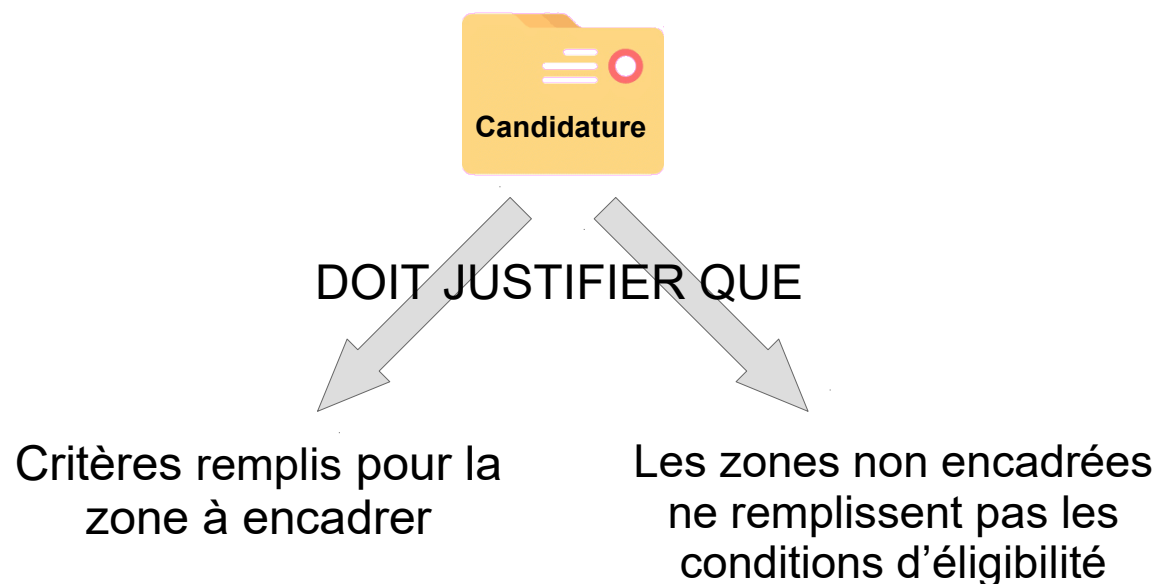 Candidature
DOIT JUSTIFIER QUE
Critères remplis pour la
zone à encadrer
Les zones non encadrées
ne remplissent pas les
conditions d’éligibilité